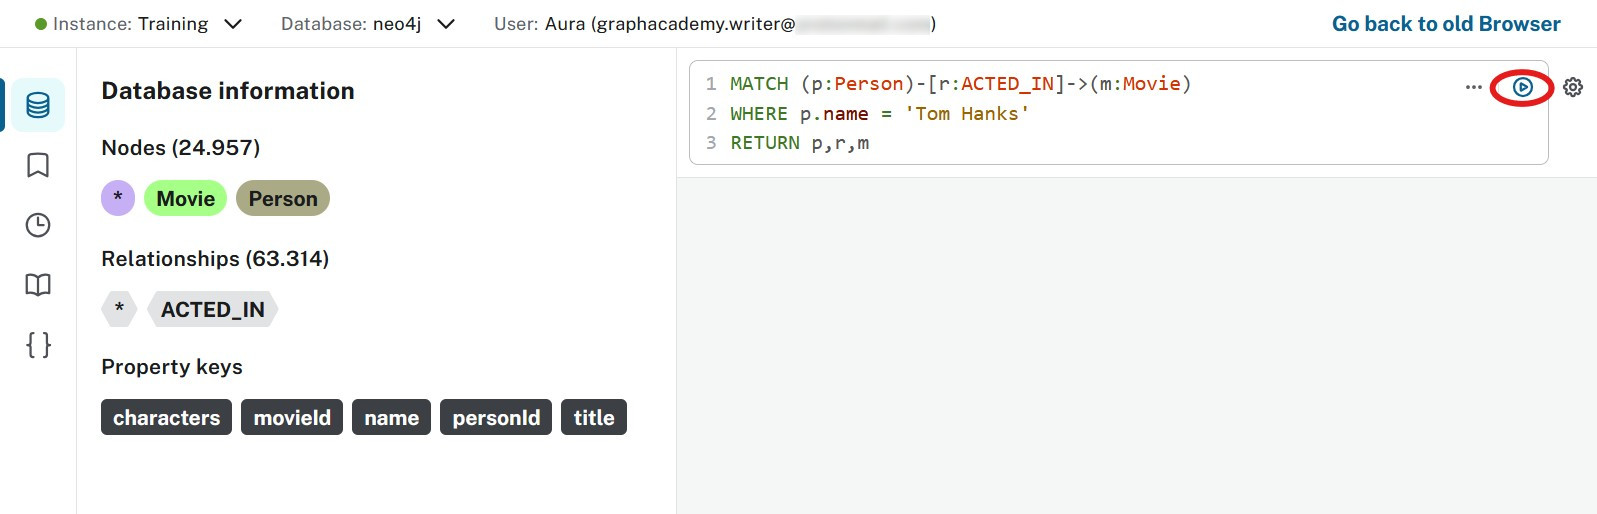 Instance: Training Database: neo4j User: Aura (graphacademy.writer@ ) Go back to old Browser
Database information
Nodes (24.957)
* Movie Person
Relationships (63.314)
* ACTED_IN
Property keys
characters movieId name personId title
1 MATCH (p:Person)-[r:ACTED_IN]->(m:Movie)
2 WHERE p.name = 'Tom Hanks'
3 RETURN p,r,m